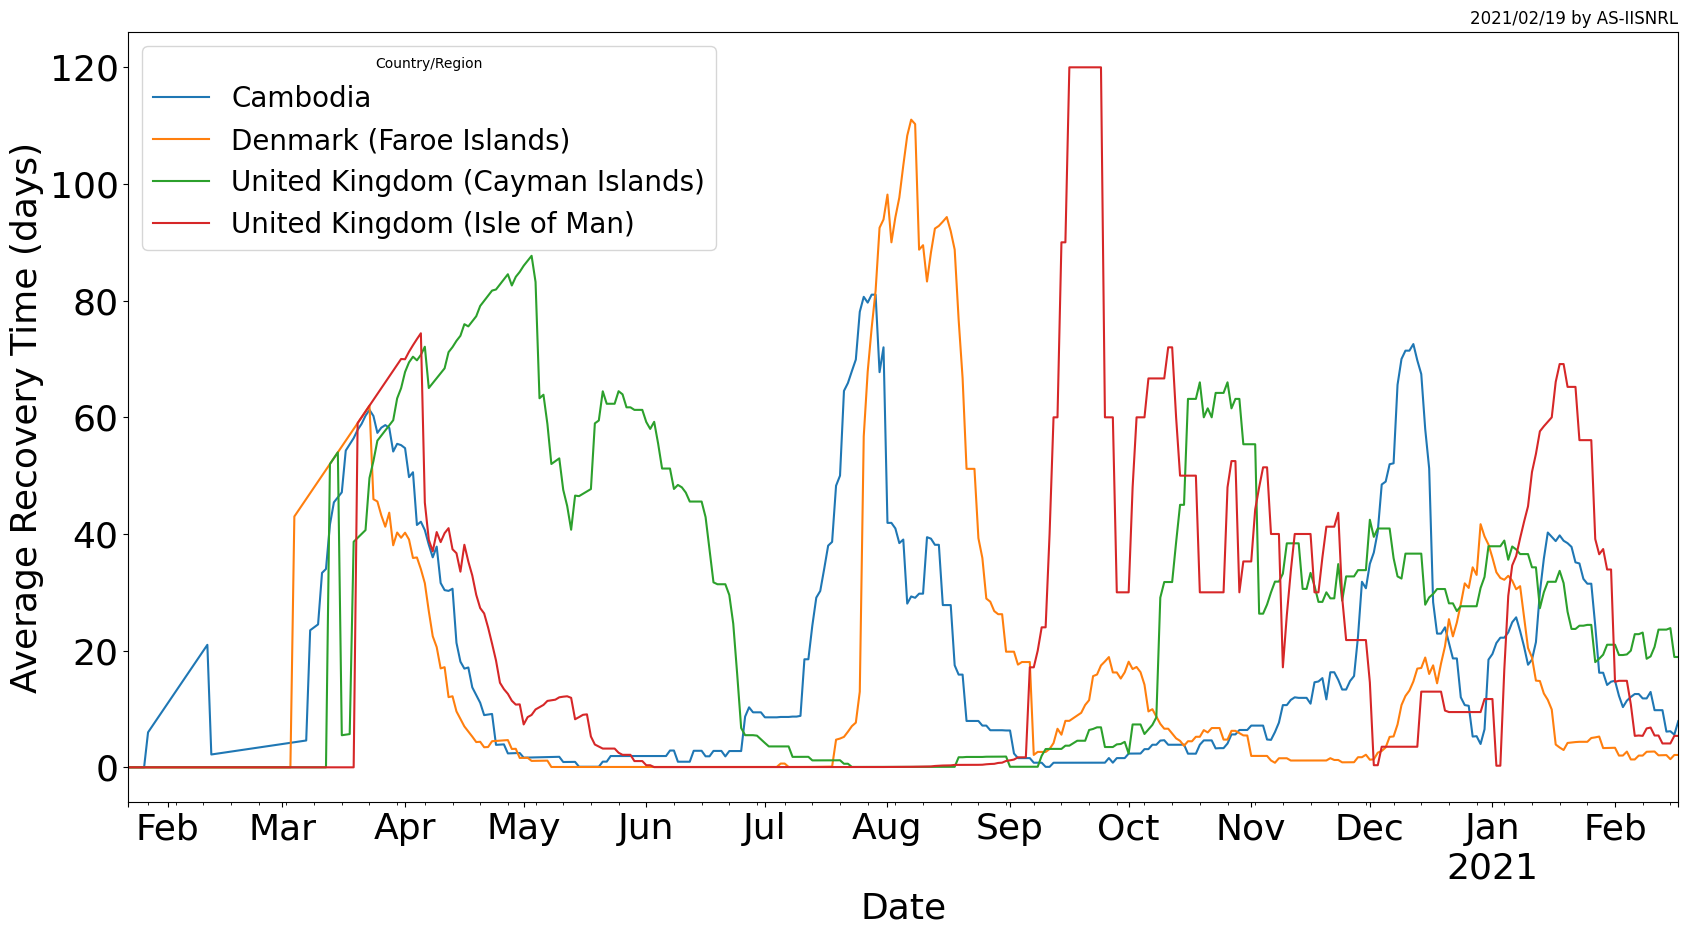 2021/02/19 by AS-IISNRL
Country/Region
Cambodia
Denmark (Faroe Islands)
United Kingdom (Cayman Islands)
United Kingdom (Isle of Man)
Average Recovery Time (days)
120
100
80
60
40
20
0
Feb Mar Apr May Jun Jul Aug Sep Oct Nov Dec Jan Feb
2021
Date